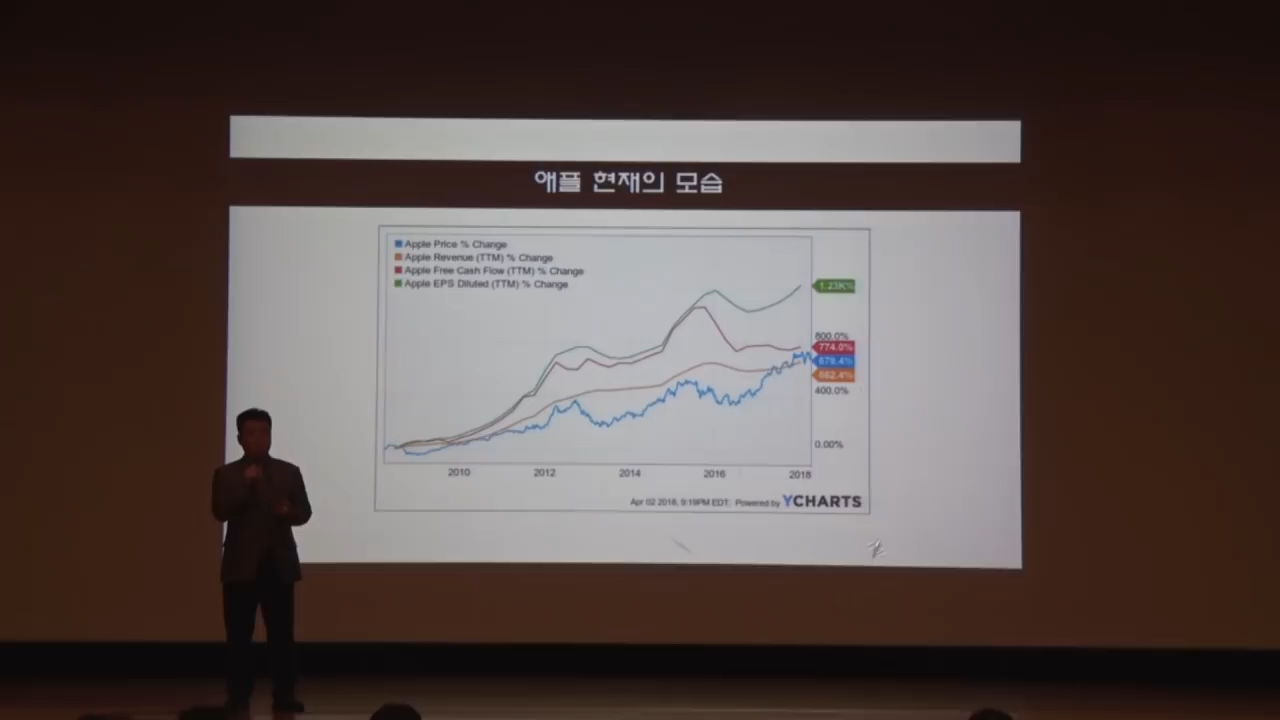 애플 현재의 모습
Apple Price % Change
Apple Revenue (TTM) % Change
Apple Free Cash Flow (TTM) % Change
Apple EPS Diluted (TTM) % Change
1.23K%
800.0%
774.0%
679.4%
400.0%
0.00%
2010 2012 2014 2016 2018
Apr 02 2018, 9:19PM EDT. Powered by YCHARTS